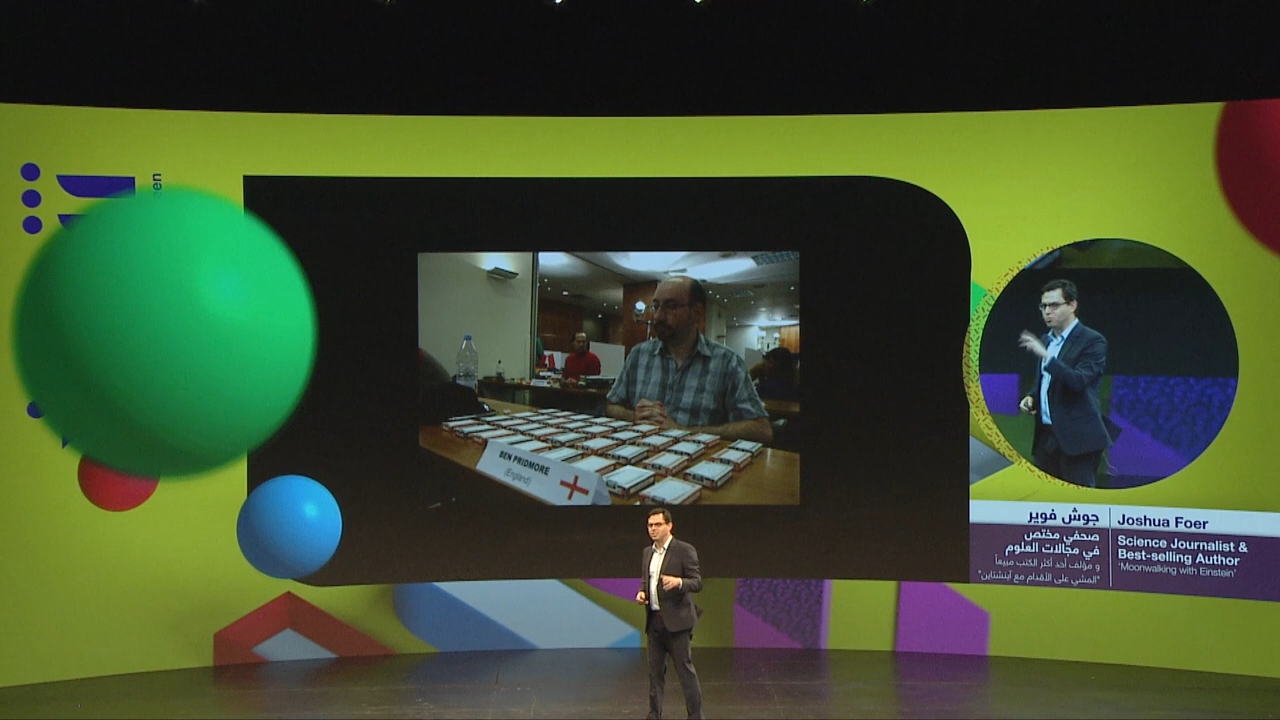 een
BEN PRIDMORE
(England)
جوش فوير
صحفي مختص
في مجالات العلوم
و مؤلف أحد أكثر الكتب مبيعاً
"المشي على الأقدام مع أينشتاين"
Joshua Foer
Science Journalist &
Best-selling Author
'Moonwalking with Einstein'